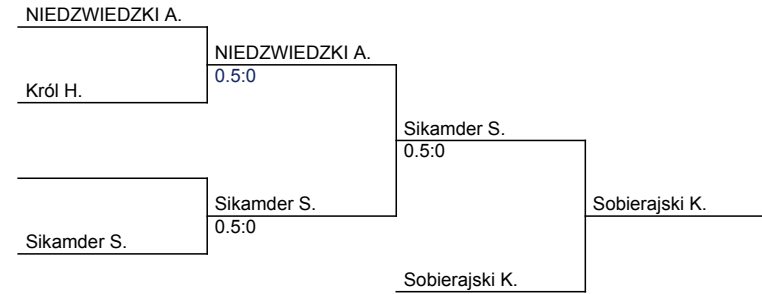 NIEDZWIEDZKI A.
NIEDZWIEDZKI A.
0.5:0
Król H.
Sikamder S.
0.5:0
Sikamder S.
0.5:0
Sobierajski K.
Sikamder S.
Sobierajski K.